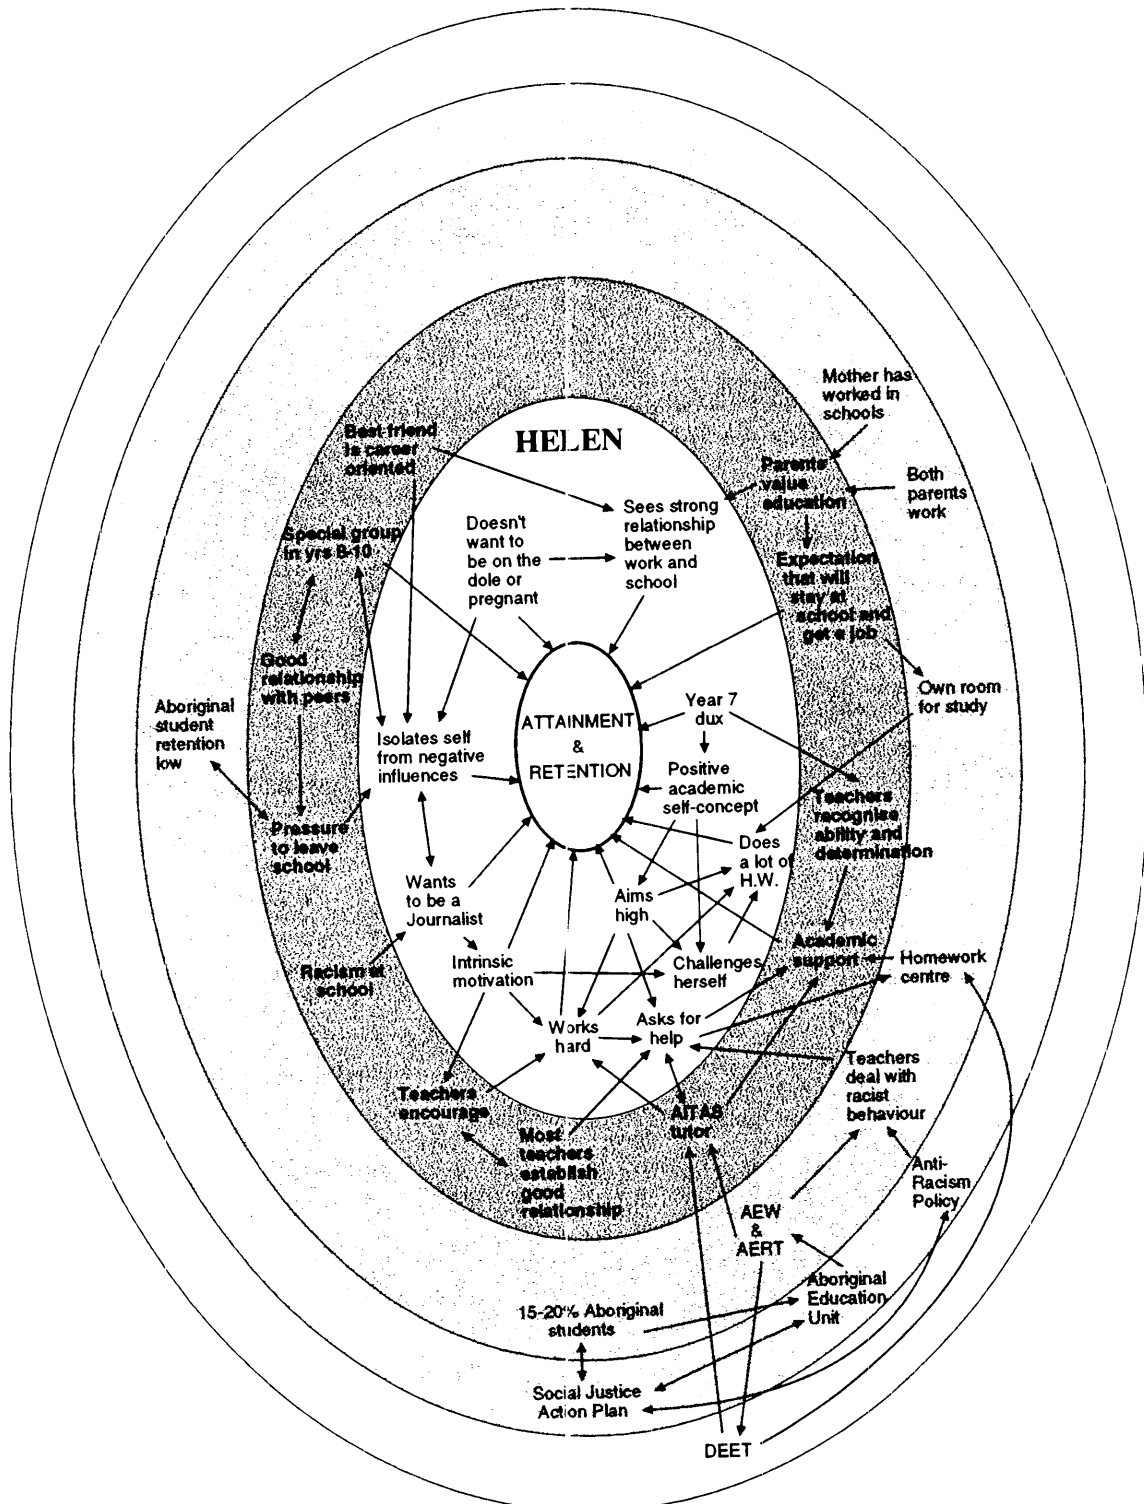 HELEN
Mother has
worked in
schools
Best friend
is career
oriented
Parents
value
education
Both
parents
work
Sees strong
relationship
between
work and
school
Doesn't
want to
be on the
dole or
pregnant
Special group
in yrs 8-10
Expectation
that will
stay at
school and
get a job
Good
relationship
with peers
Own room
for study
Aboriginal
student
retention
low
Year 7
dux
ATTAINMENT
&
RETENTION
Isolates self
from negative
influences
Positive
academic
self-concept
Teachers
recognise
ability and
determination
Pressure
to leave
school
Does
a lot of
H.W.
Wants
to be a
Journalist
Aims
high
Academic
support
Homework
centre
Racism at
school
Intrinsic
motivation
Challenges
herself
Works
hard
Asks for
help
Teachers
deal with
racist
behaviour
Teachers
encourage
AITAS
tutor
Most
teachers
establish
good
relationship
Anti-
Racism
Policy
AEW
&
AERT
Aboriginal
Education
Unit
15-20% Aboriginal
students
Social Justice
Action Plan
DEET